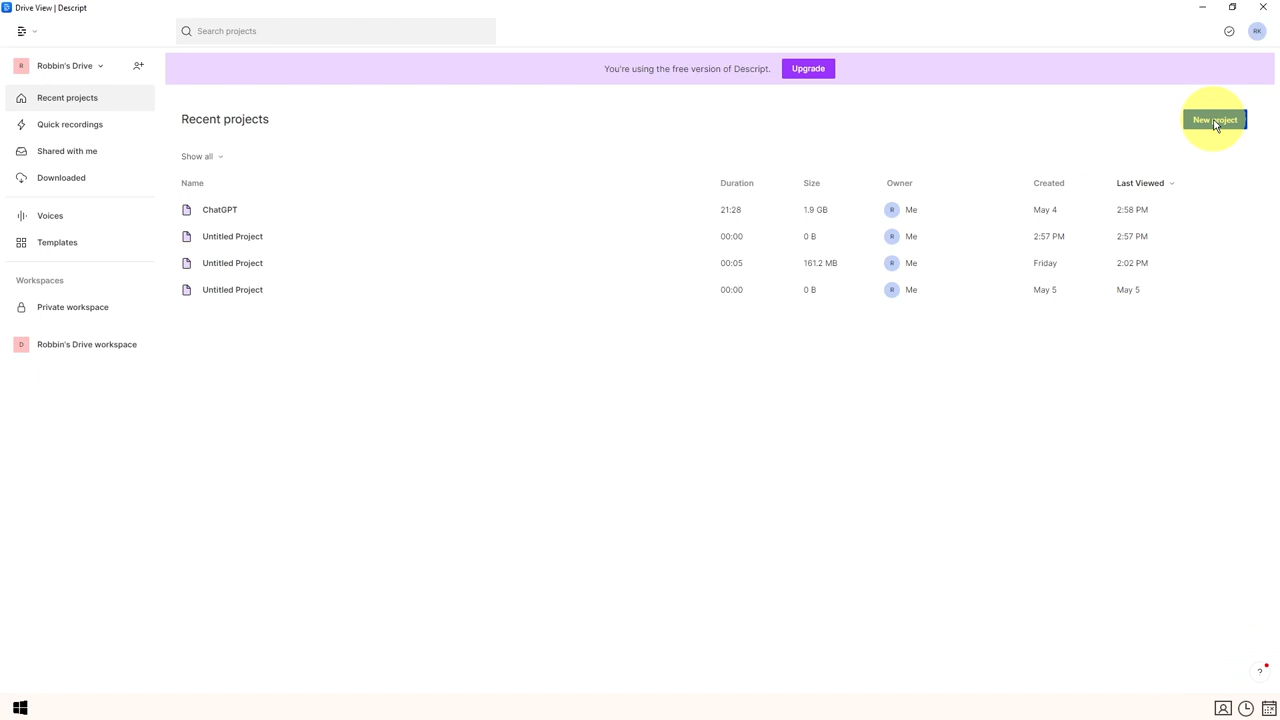 Drive View | Descript
Search projects
RK
R Robbin's Drive
You're using the free version of Descript. Upgrade
Recent projects
Quick recordings
Shared with me
Downloaded
Voices
Templates
Workspaces
Private workspace
D Robbin's Drive workspace
Recent projects
New project
Show all
Name Duration Size Owner Created Last Viewed
ChatGPT 21:28 1.9 GB R Me May 4 2:58 PM
Untitled Project 00:00 0 B R Me 2:57 PM 2:57 PM
Untitled Project 00:05 161.2 MB R Me Friday 2:02 PM
Untitled Project 00:00 0 B R Me May 5 May 5
?